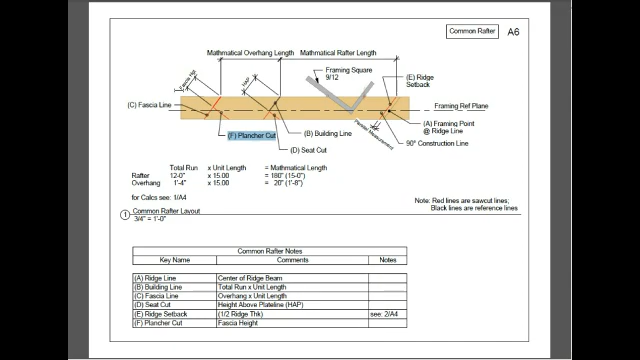 Common Rafter A6
Mathmatical Overhang Length Mathmatical Rafter Length
Framing Square
9/12
(E) Ridge
Setback
Fascia Hgt
"HAP"
(C) Fascia Line
Framing Ref Plane
(A) Framing Point
@ Ridge Line
(F) Plancher Cut
(B) Building Line
(D) Seat Cut
90° Construction Line
Total Run x Unit Length = Mathmatical Length
Rafter 12-0" x 15.00 = 180" (15-0")
Overhang 1'-4" x 15.00 = 20" (1'-8")
for Calcs see: 1/A4
Note: Red lines are sawcut lines;
Black lines are reference lines
1 Common Rafter Layout
3/4" = 1'-0"
Common Rafter Notes
Key Name Comments Notes
(A) Ridge Line Center of Ridge Beam
(B) Building Line Total Run x Unit Length
(C) Fascia Line Overhang x Unit Length
(D) Seat Cut Height Above Plateline (HAP)
(E) Ridge Setback (1/2 Ridge Thk) see: 2/A4
(F) Plancher Cut Fascia Height